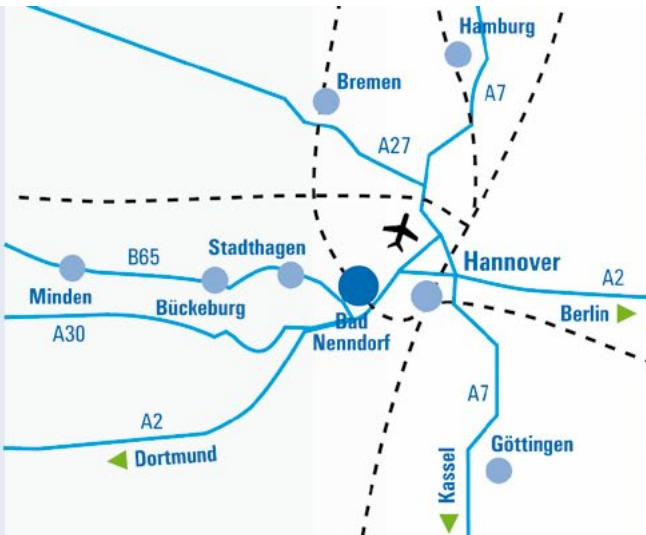 Hamburg
Bremen
A7
A27
Stadthagen
B65
Hannover
A2
Minden
Bückeburg
Berlin
Bad
Nenndorf
A30
A7
A2
Dortmund
Göttingen
Kassel